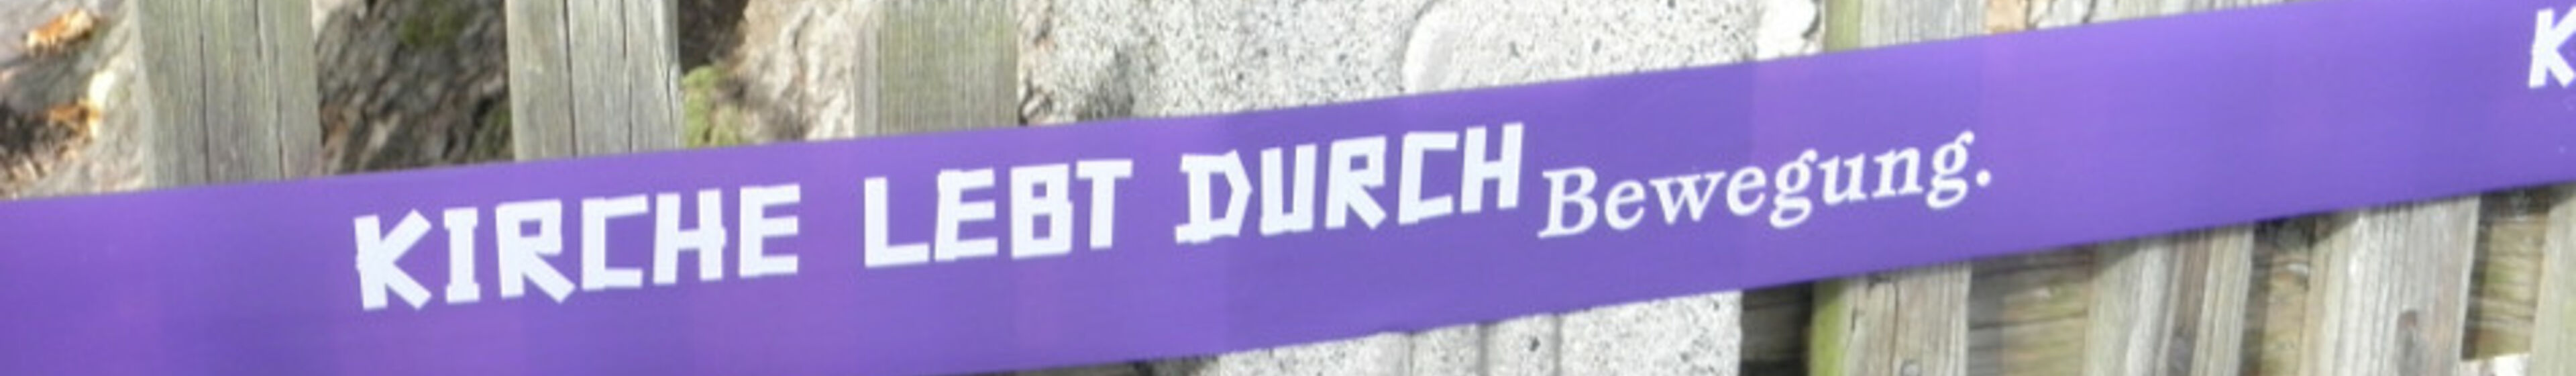 KIRCHE LEBT DURCH Bewegung.
K